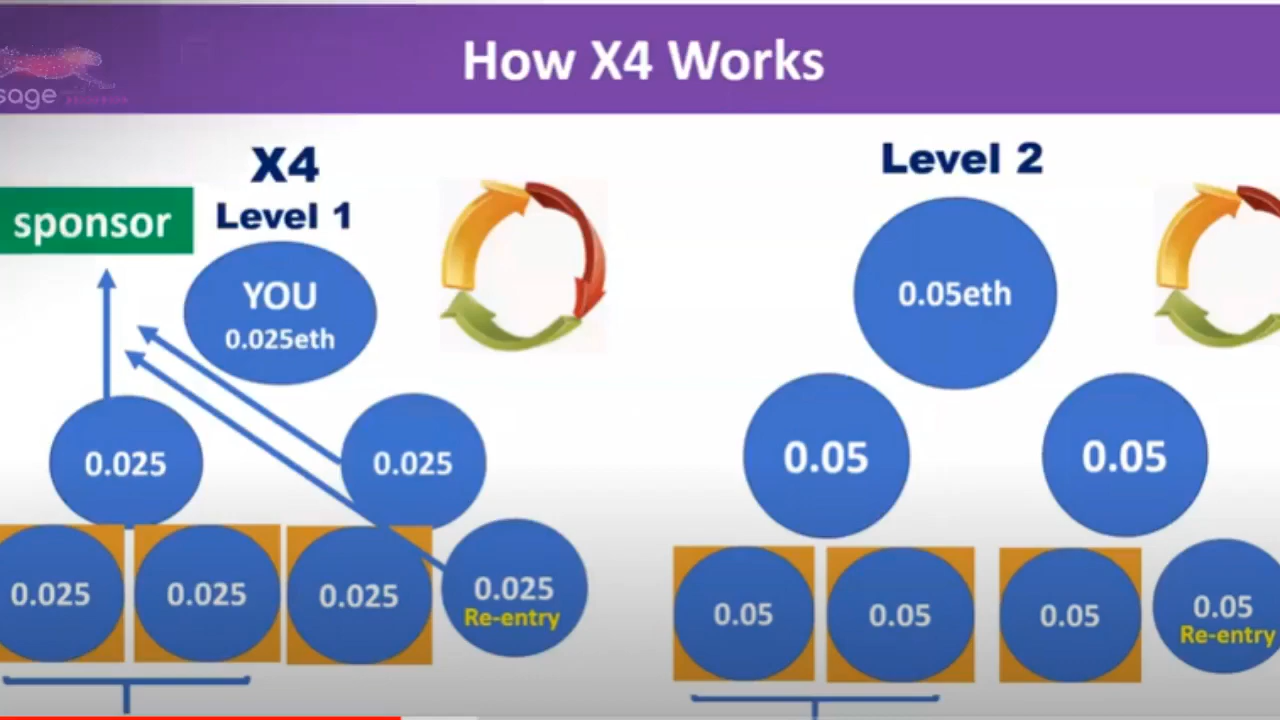 How X4 Works
sage
X4
Level 1
sponsor
YOU
0.025eth
0.025
0.025
0.025
0.025
0.025
0.025
Re-entry
Level 2
0.05eth
0.05
0.05
0.05
0.05
0.05
0.05
Re-entry